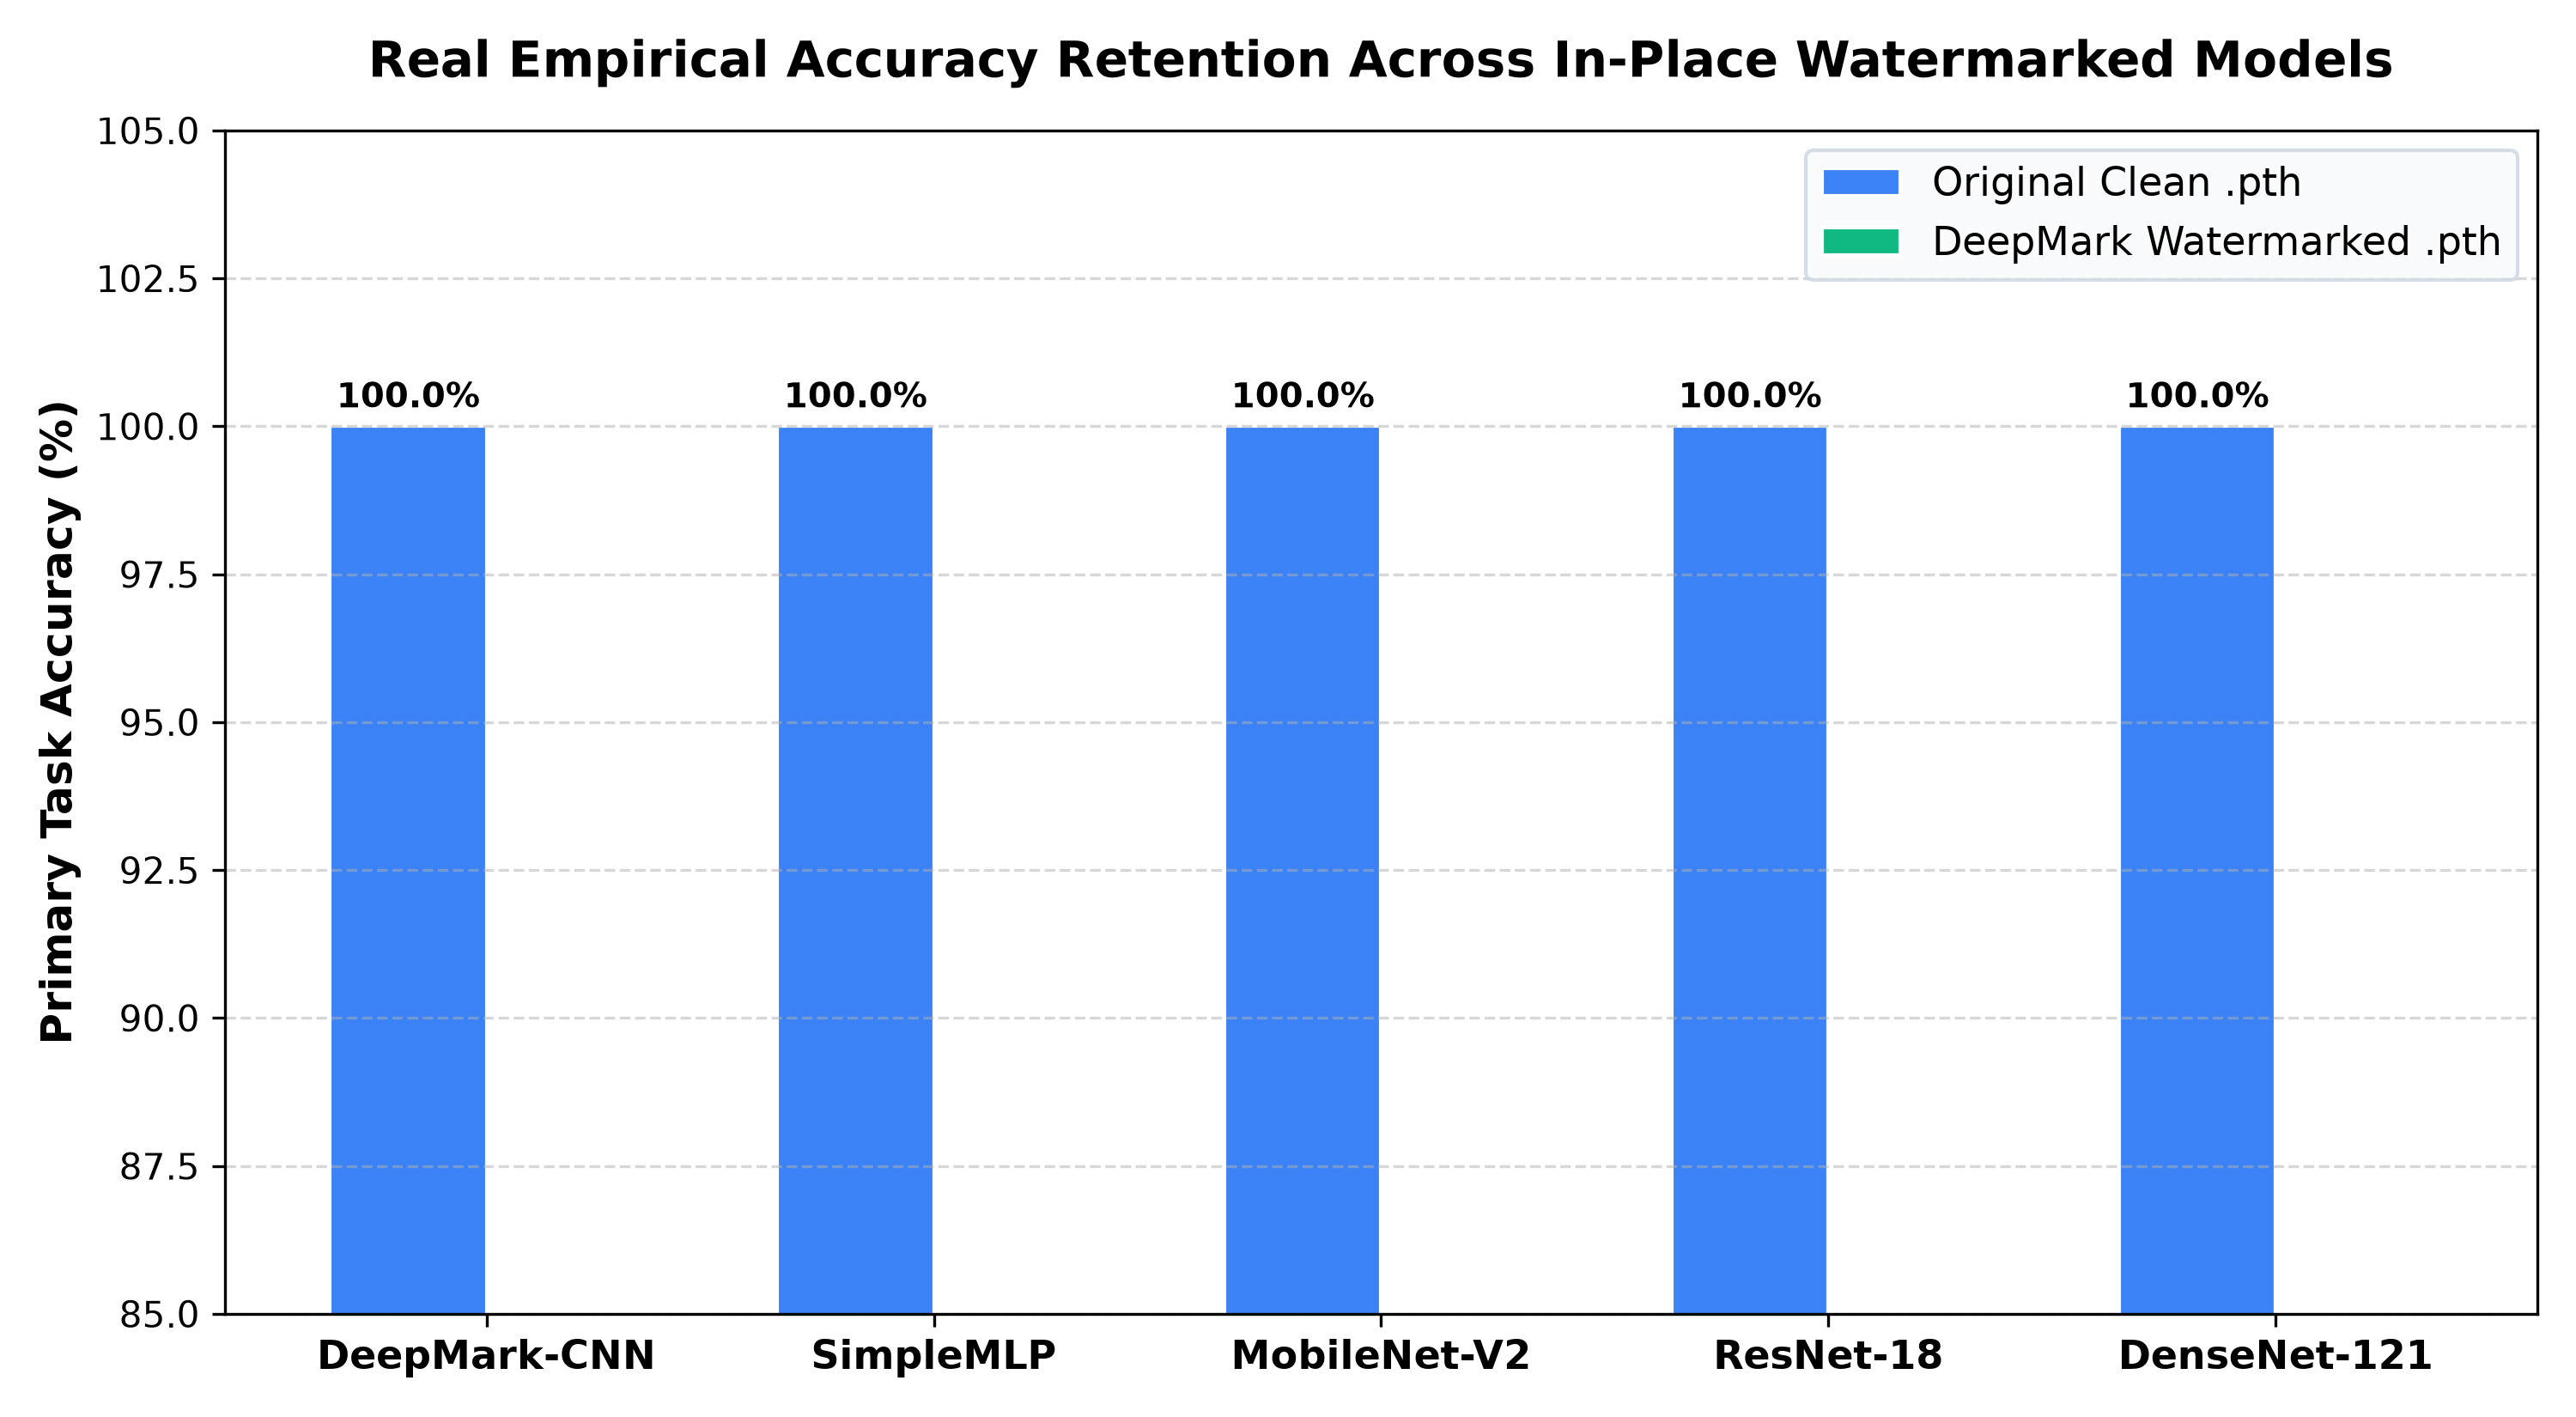 Real Empirical Accuracy Retention Across In-Place Watermarked Models
Primary Task Accuracy (%)
105.0
102.5
100.0
97.5
95.0
92.5
90.0
87.5
85.0
Original Clean .pth
DeepMark Watermarked .pth
100.0% 100.0% 100.0% 100.0% 100.0%
DeepMark-CNN SimpleMLP MobileNet-V2 ResNet-18 DenseNet-121